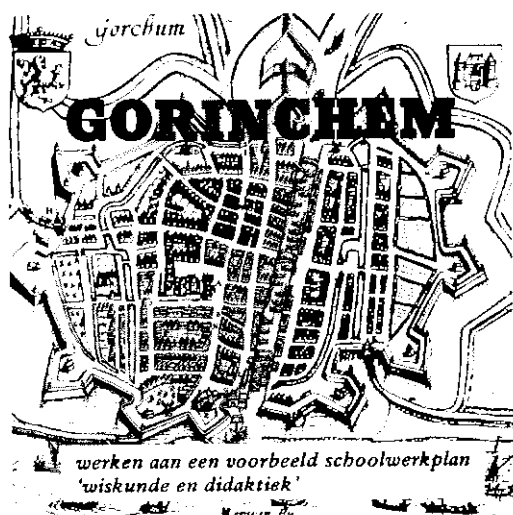 gorchum
GORINCHEM
werken aan een voorbeeld schoolwerkplan
'wiskunde en didaktiek'